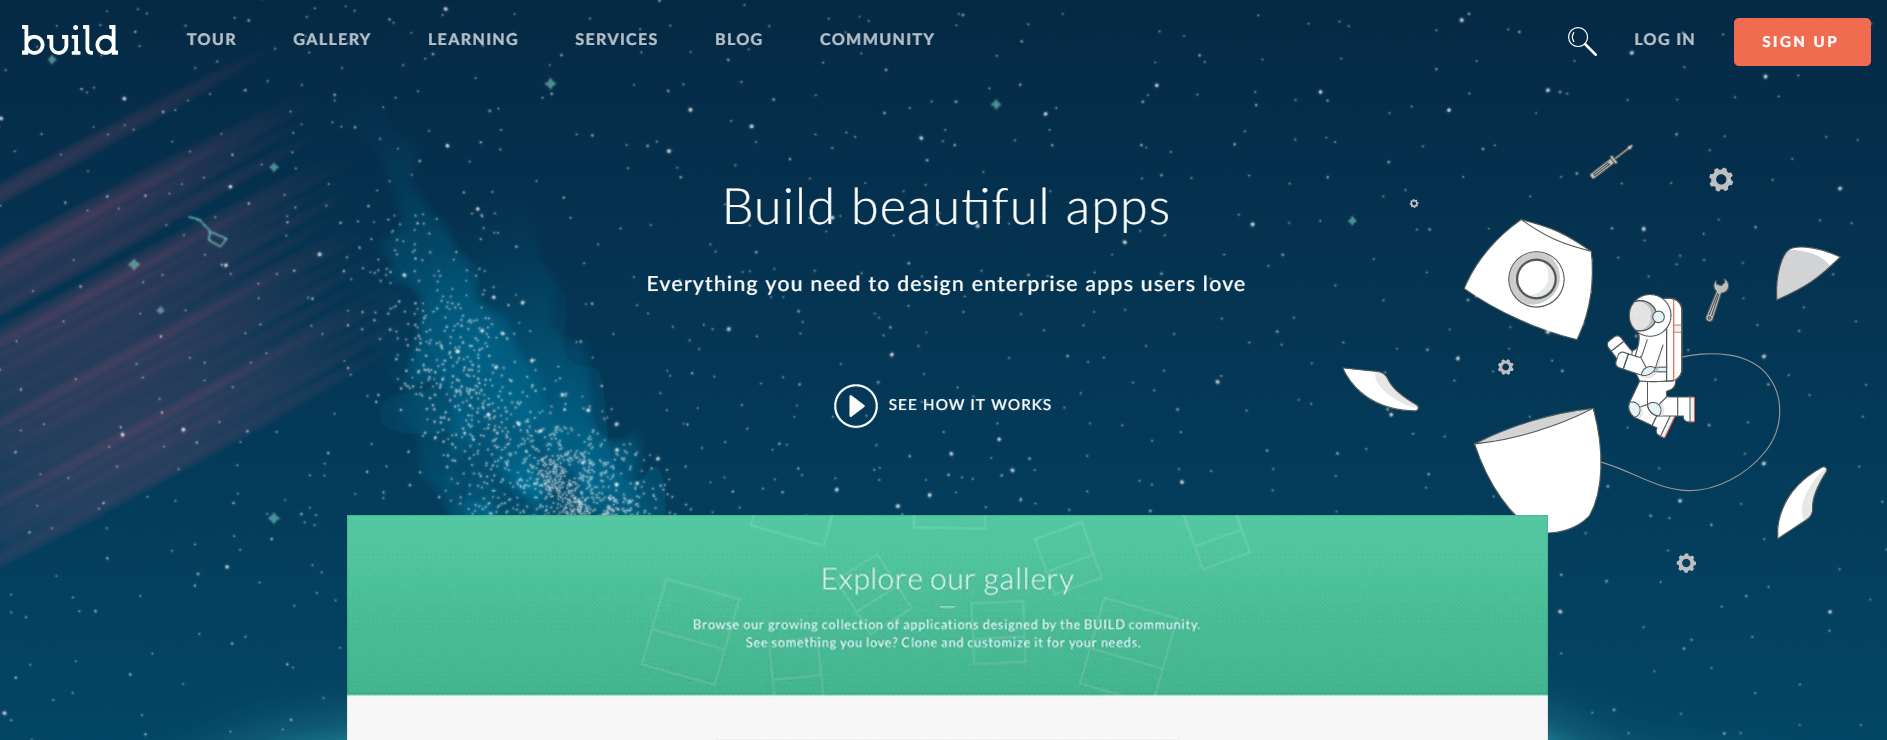 build
TOUR GALLERY LEARNING SERVICES BLOG COMMUNITY LOG IN SIGN UP
Build beautiful apps
Everything you need to design enterprise apps users love
SEE HOW IT WORKS
Explore our gallery
Browse our growing collection of applications designed by the BUILD community.
See something you love? Clone and customize it for your needs.